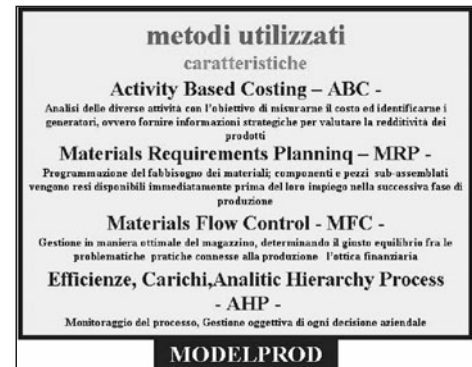 metodi utilizzati
caratteristiche
Activity Based Costing – ABC -
Analisi delle diverse attività con l'obiettivo di misurarne il costo ed identificarne i
generatori, ovvero fornire informazioni strategiche per valutare la redditività dei
prodotti
Materials Requirements Planning – MRP -
Programmazione del fabbisogno dei materiali; componenti e pezzi sub-assemblati
vengono resi disponibili immediatamente prima del loro impiego nella successiva fase di
produzione
Materials Flow Control - MFC -
Gestione in maniera ottimale del magazzino, determinando il giusto equilibrio fra le
problematiche pratiche connesse alla produzione l'ottica finanziaria
Efficienze, Carichi,Analitic Hierarchy Process
- AHP -
Monitoraggio del processo, Gestione oggettiva di ogni decisione aziendale
MODELPROD